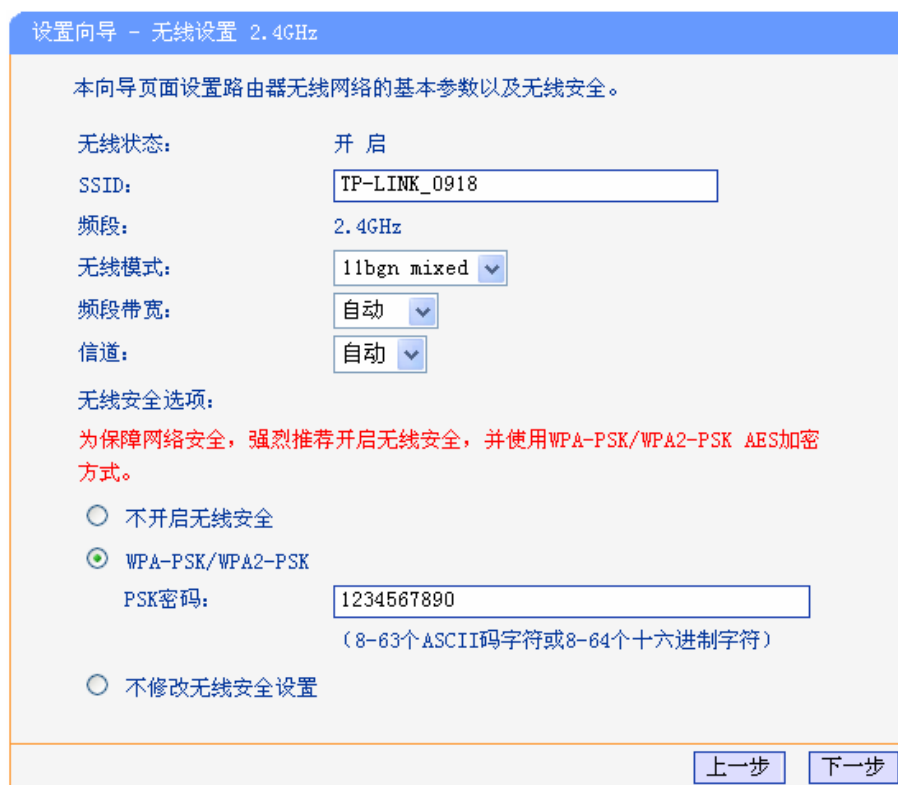 设置向导 - 无线设置 2.4GHz
本向导页面设置路由器无线网络的基本参数以及无线安全。
无线状态： 开 启
SSID： TP-LINK_0918
频段： 2.4GHz
无线模式： 11bgn mixed
频段带宽： 自动
信道： 自动
无线安全选项：
为保障网络安全，强烈推荐开启无线安全，并使用WPA-PSK/WPA2-PSK AES加密
方式。
不开启无线安全
WPA-PSK/WPA2-PSK
PSK密码： 1234567890
（8-63个ASCII码字符或8-64个十六进制字符）
不修改无线安全设置
上一步 下一步